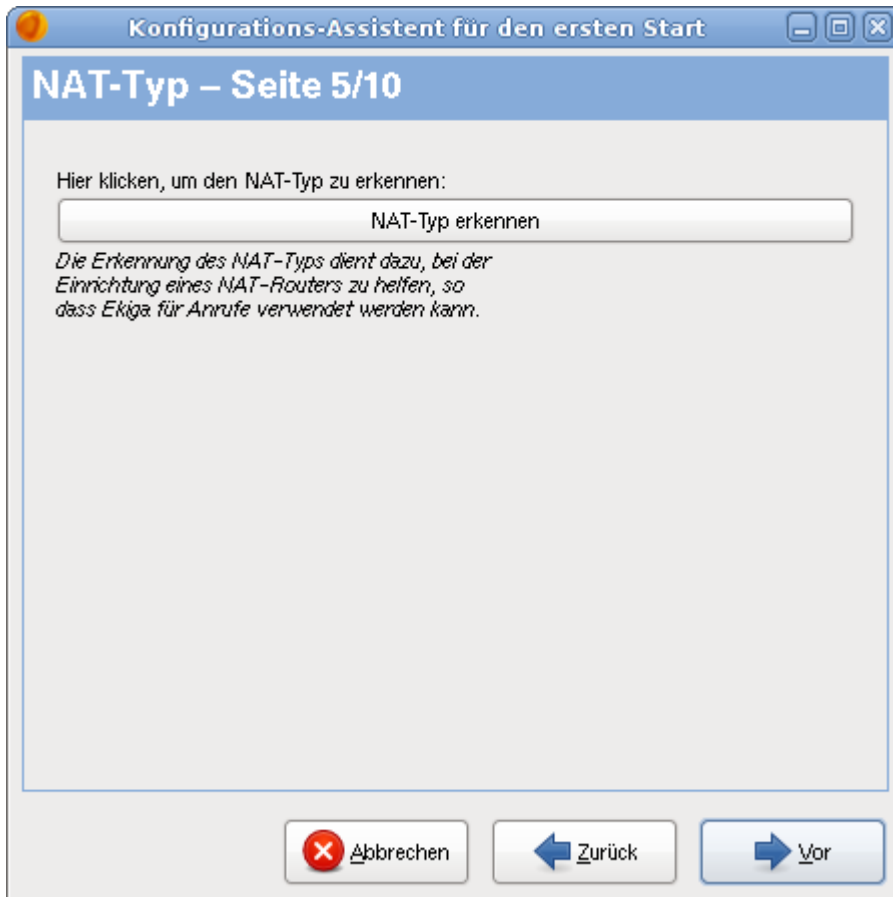 Konfigurations-Assistent für den ersten Start
NAT-Typ – Seite 5/10
Hier klicken, um den NAT-Typ zu erkennen:
NAT-Typ erkennen
Die Erkennung des NAT-Typs dient dazu, bei der
Einrichtung eines NAT-Routers zu helfen, so
dass Ekiga für Anrufe verwendet werden kann.
Abbrechen
Zurück
Vor